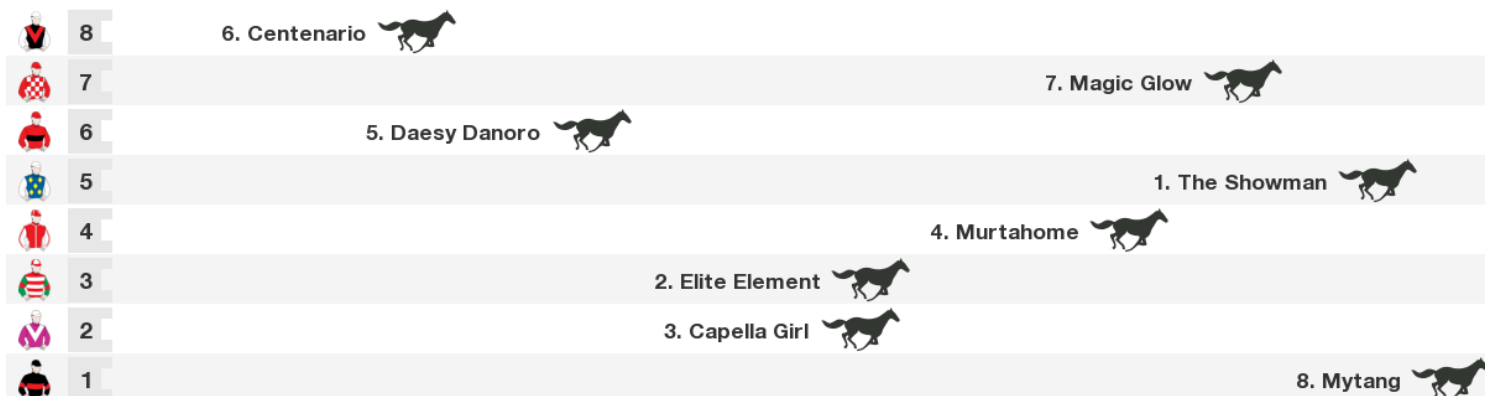 8 6. Centenario
7 7. Magic Glow
6 5. Daesy Danoro
5 1. The Showman
4 4. Murtahome
3 2. Elite Element
2 3. Capella Girl
1 8. Mytang